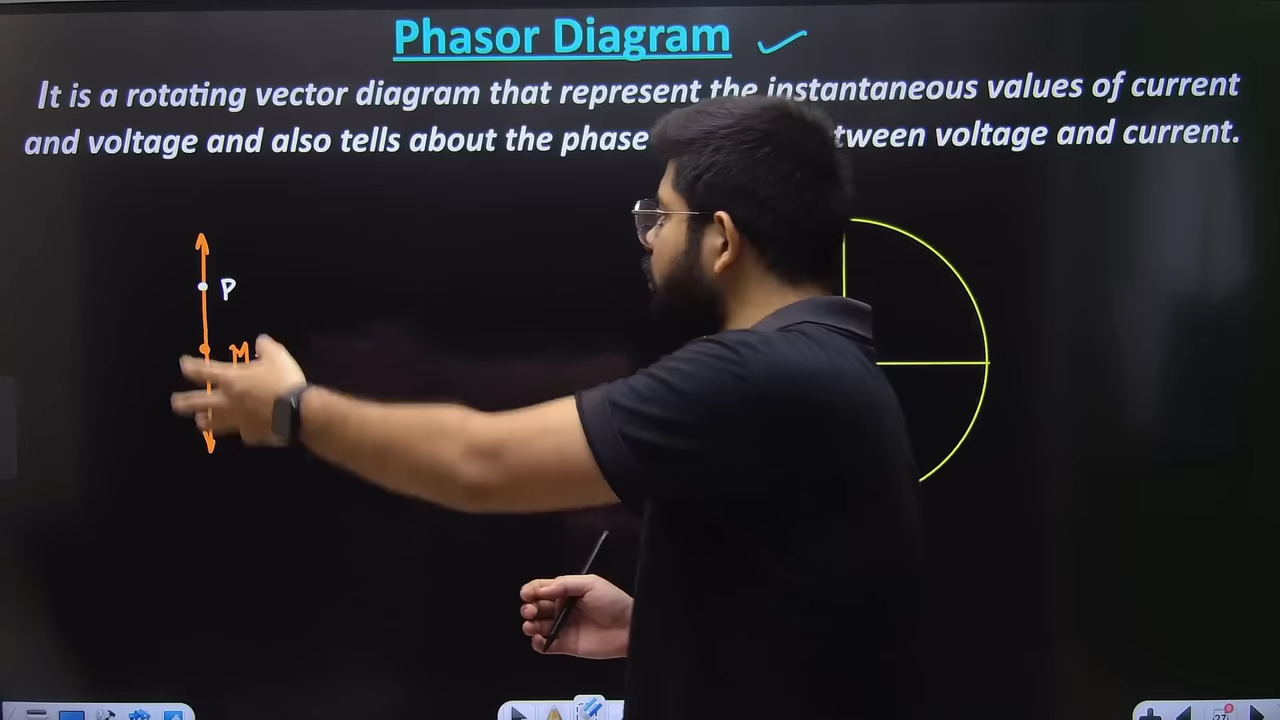 Phasor Diagram
It is a rotating vector diagram that represent the instantaneous values of current
and voltage and also tells about the phase tween voltage and current.
P
M
27